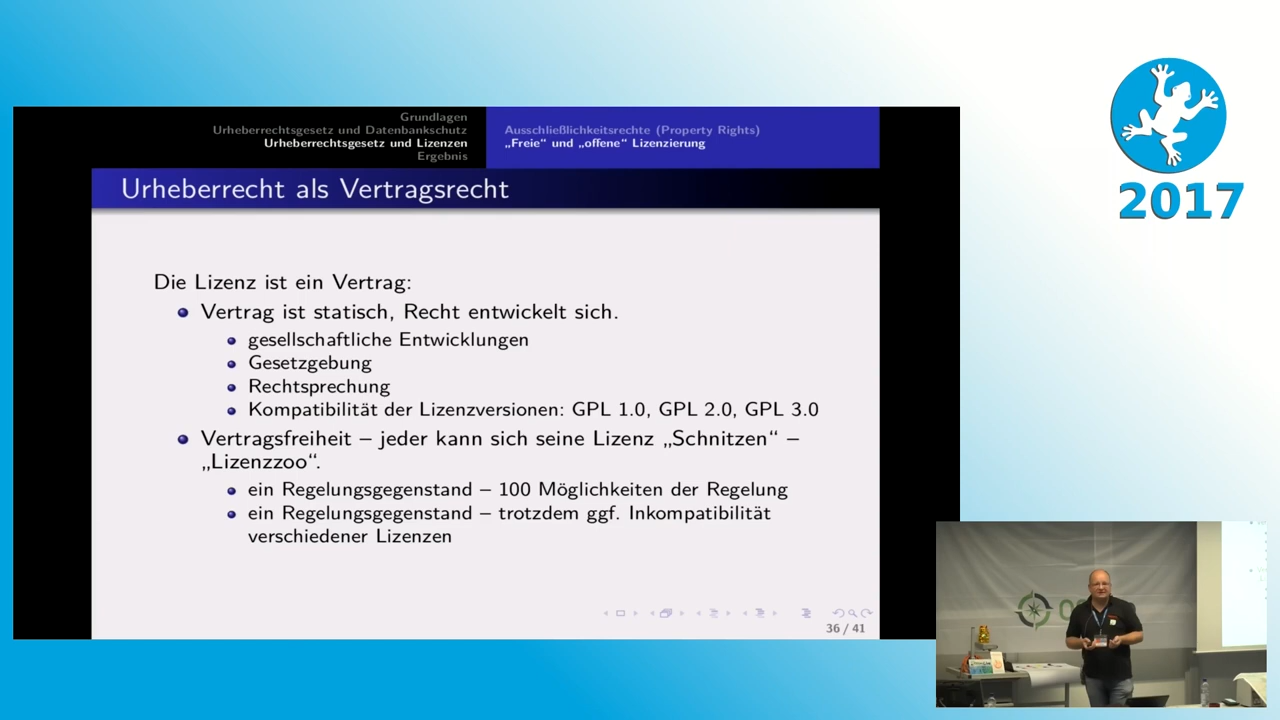 Grundlagen
Urheberrechtsgesetz und Datenbankschutz
Urheberrechtsgesetz und Lizenzen
Ergebnis
Ausschließlichkeitsrechte (Property Rights)
„Freie“ und „offene“ Lizenzierung
Urheberrecht als Vertragsrecht
Die Lizenz ist ein Vertrag:
Vertrag ist statisch, Recht entwickelt sich.
gesellschaftliche Entwicklungen
Gesetzgebung
Rechtsprechung
Kompatibilität der Lizenzversionen: GPL 1.0, GPL 2.0, GPL 3.0
Vertragsfreiheit – jeder kann sich seine Lizenz „Schnitzen“ –
„Lizenzzoo“.
ein Regelungsgegenstand – 100 Möglichkeiten der Regelung
ein Regelungsgegenstand – trotzdem ggf. Inkompatibilität
verschiedener Lizenzen
36 / 41
2017